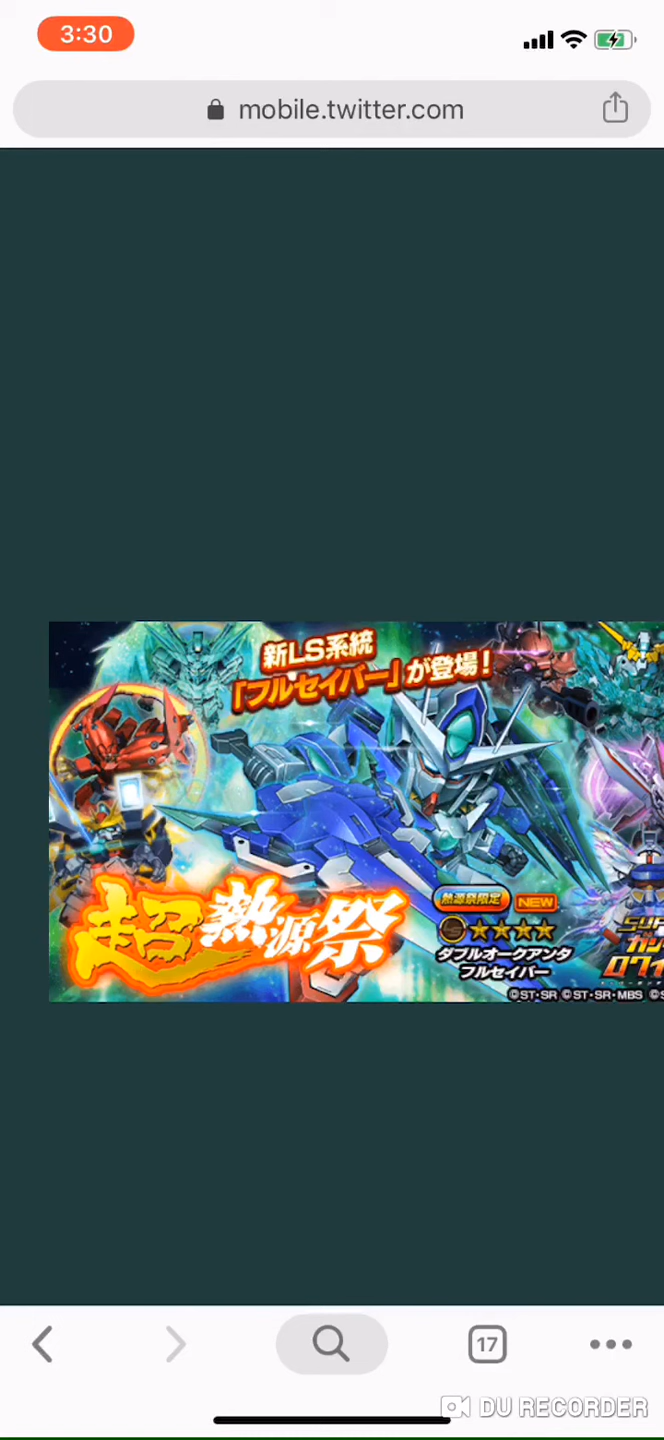 3:30
mobile.twitter.com
新LS系統
「フルセイバー」が登場!
超熱源祭
熱源祭限定 NEW
★★★★
ダブルオークアンタ
フルセイバー
©ST・SR ©ST・SR・MBS
17
DU RECORDER